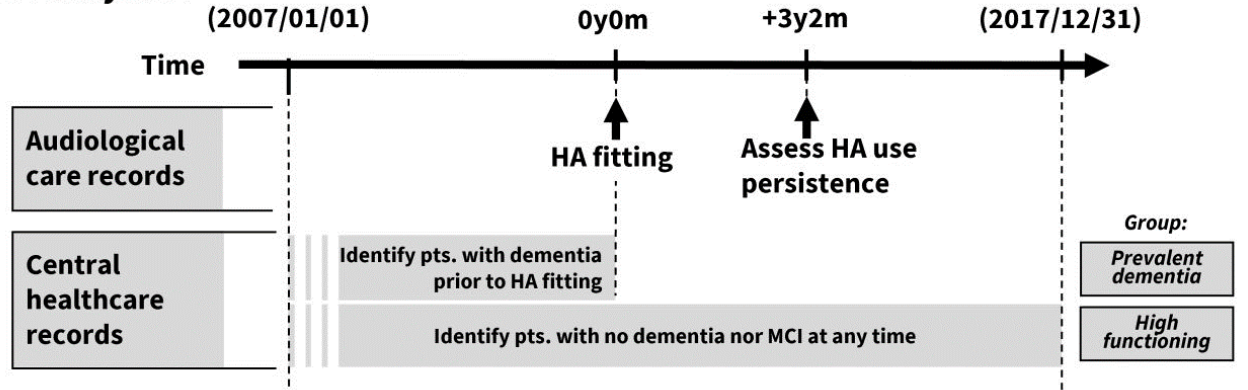 (2007/01/01) 0y0m +3y2m (2017/12/31)
Time
Audiological
care records
HA fitting
Assess HA use
persistence
Group:
Central
healthcare
records
Identify pts. with dementia
prior to HA fitting
Prevalent
dementia
Identify pts. with no dementia nor MCI at any time
High
functioning